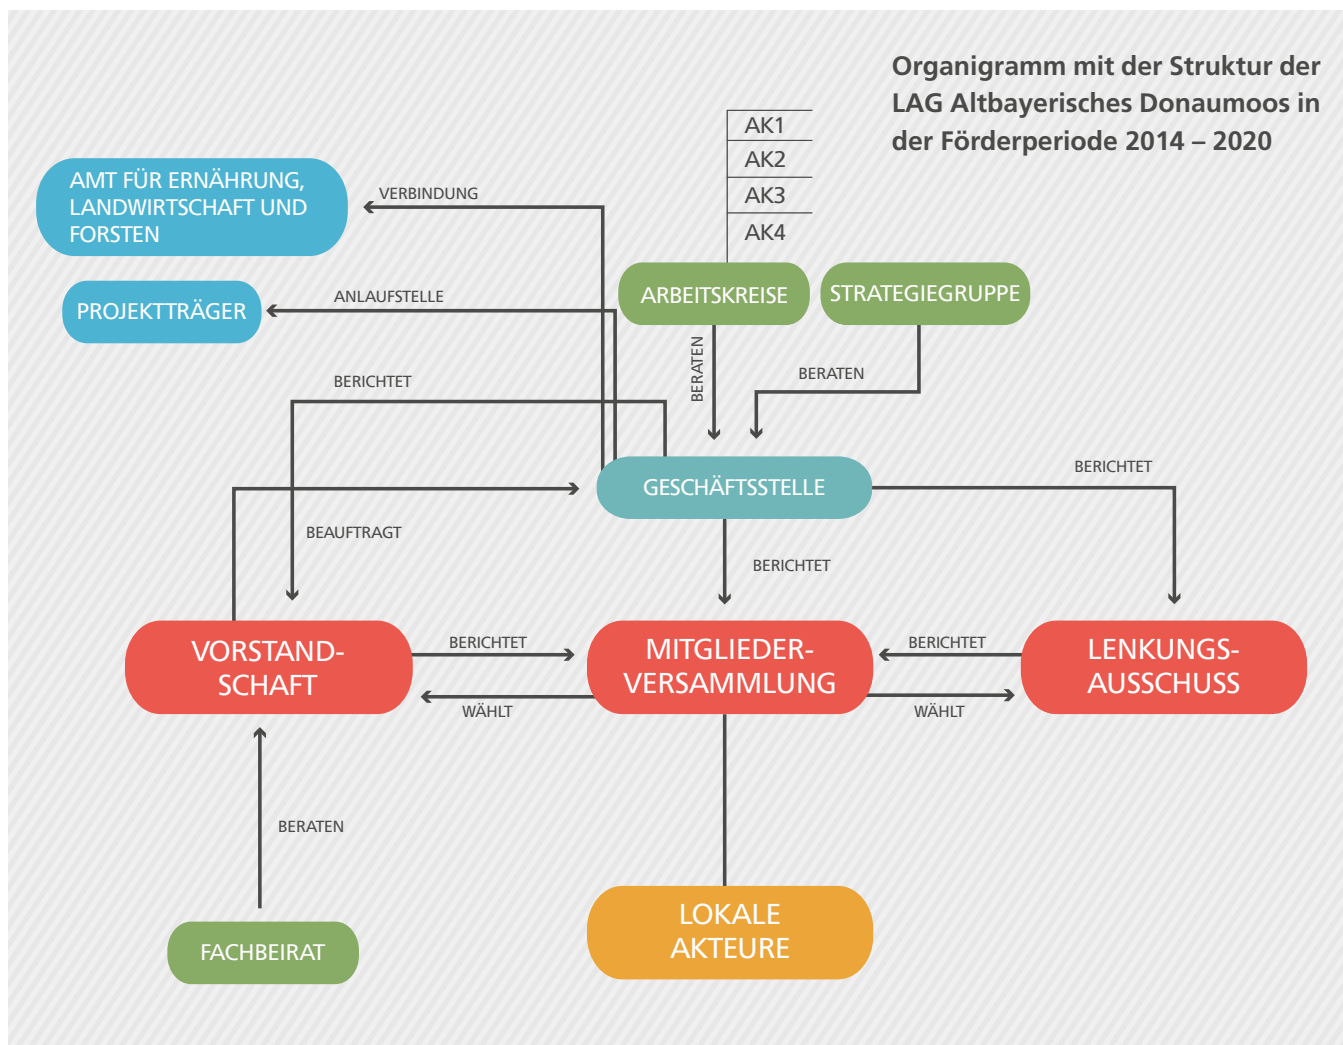 Organigramm mit der Struktur der
LAG Altbayerisches Donaumoos in
der Förderperiode 2014 – 2020
AK1
AK2
AK3
AK4
AMT FÜR ERNÄHRUNG,
LANDWIRTSCHAFT UND
FORSTEN
VERBINDUNG
PROJEKTTRÄGER
ANLAUFSTELLE
ARBEITSKREISE
STRATEGIEGRUPPE
BERATEN
BERATEN
BERICHTET
GESCHÄFTSSTELLE
BERICHTET
BEAUFTRAGT
BERICHTET
VORSTAND-
SCHAFT
BERICHTET
WÄHLT
MITGLIEDER-
VERSAMMLUNG
BERICHTET
WÄHLT
LENKUNGS-
AUSSCHUSS
BERATEN
FACHBEIRAT
LOKALE
AKTEURE